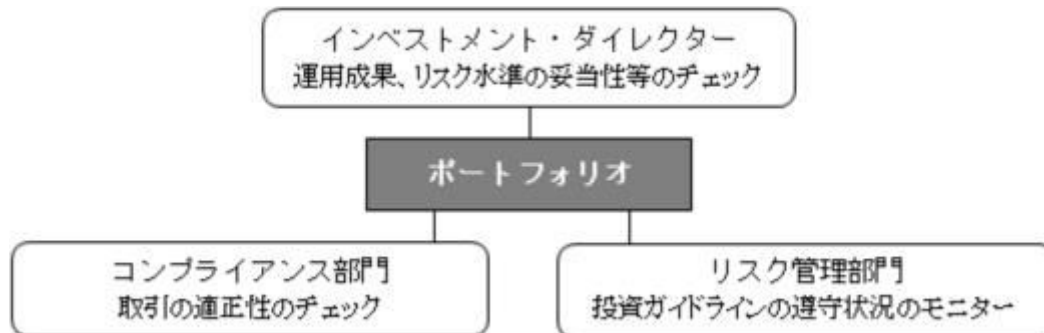 インベストメント・ダイレクター
運用成果、リスク水準の妥当性等のチェック
ポートフォリオ
コンプライアンス部門
取引の適正性のチェック
リスク管理部門
投資ガイドラインの遵守状況のモニター